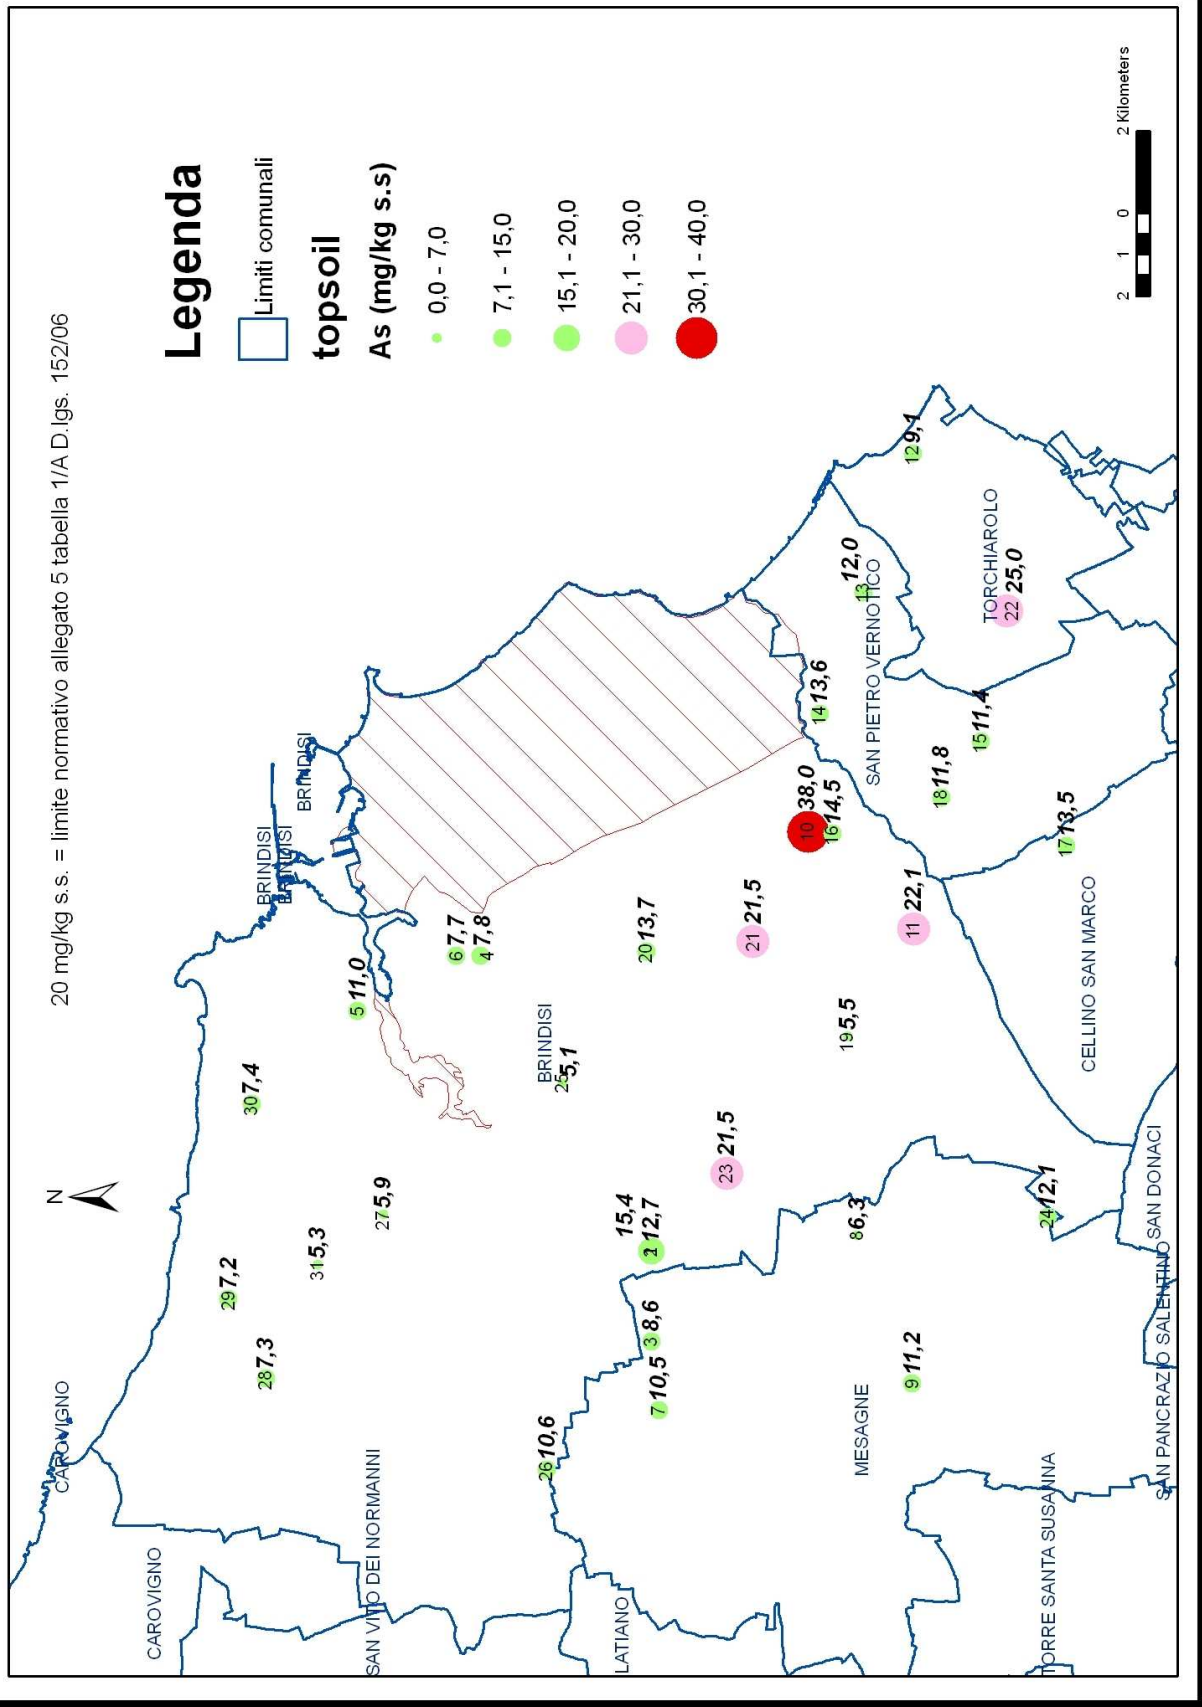 20 mg/kg s.s. = limite normativo allegato 5 tabella 1/A D.lgs. 152/06
N
Legenda
Limiti comunali
topsoil
As (mg/kg s.s)
0,0 - 7,0
7,1 - 15,0
15,1 - 20,0
21,1 - 30,0
30,1 - 40,0
2 1 0 2 Kilometers
CAROVIGNO
CAROVIGNO
29 7,2
30 7,4
28 7,3
BRINDISI
BRINDISI
BRINDISI
31 5,3
5 11,0
SAN VITO DEI NORMANNI
27 5,9
6 7,7
4 7,8
26 10,6
BRINDISI
25 5,1
LATIANO
15,4
2 12,7
3 8,6
7 10,5
20 13,7
23 21,5
21 21,5
10 38,0
16 14,5
14 13,6
19 5,5
8 6,3
13 12,0
MESAGNE
SAN PIETRO VERNOTICO
9 11,2
11 22,1
12 9,1
18 11,8
15 11,4
TORCHIAROLO
22 25,0
TORRE SANTA SUSANNA
24 12,1
17 13,5
CELLINO SAN MARCO
SAN DONACI
SAN PANCRAZIO SALENTINO